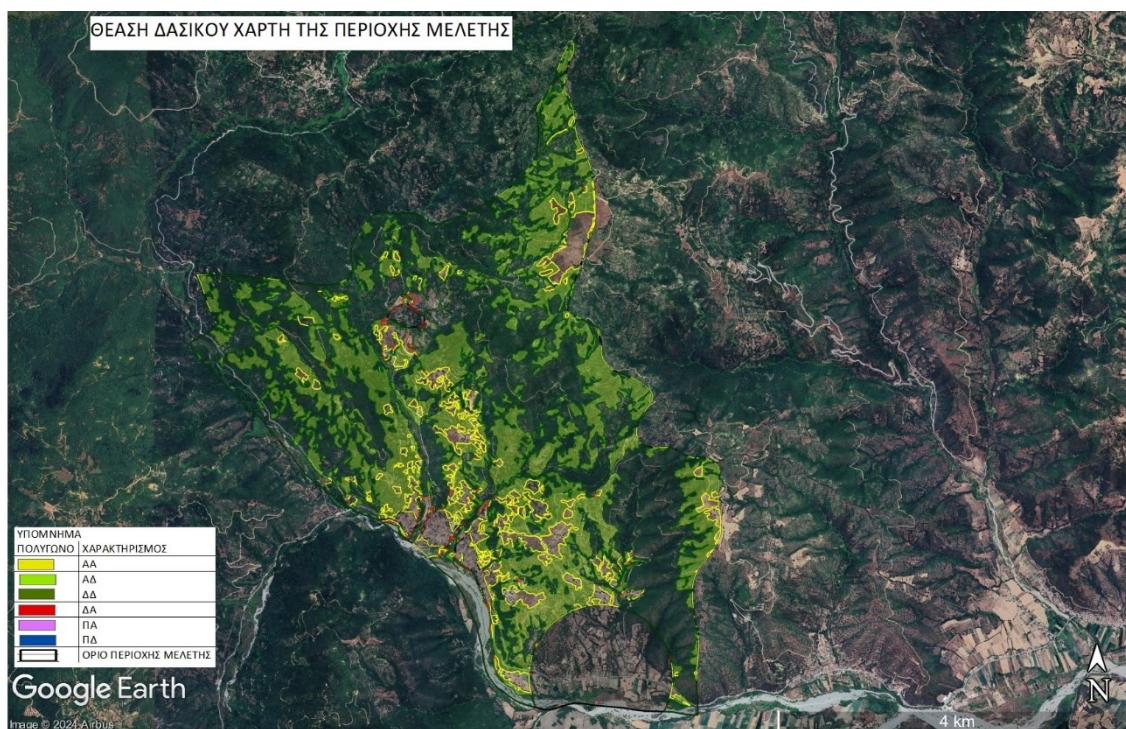 ΘΕΑΣΗ ΔΑΣΙΚΟΥ ΧΑΡΤΗ ΤΗΣ ΠΕΡΙΟΧΗΣ ΜΕΛΕΤΗΣ
ΥΠΟΜΝΗΜΑ
ΠΟΛΥΓΩΝΟ ΧΑΡΑΚΤΗΡΙΣΜΟΣ
ΑΑ
ΑΔ
ΔΔ
ΔΑ
ΠΑ
ΠΔ
ΟΡΙΟ ΠΕΡΙΟΧΗΣ ΜΕΛΕΤΗΣ
Google Earth
Image © 2024 Airbus
4 km
N